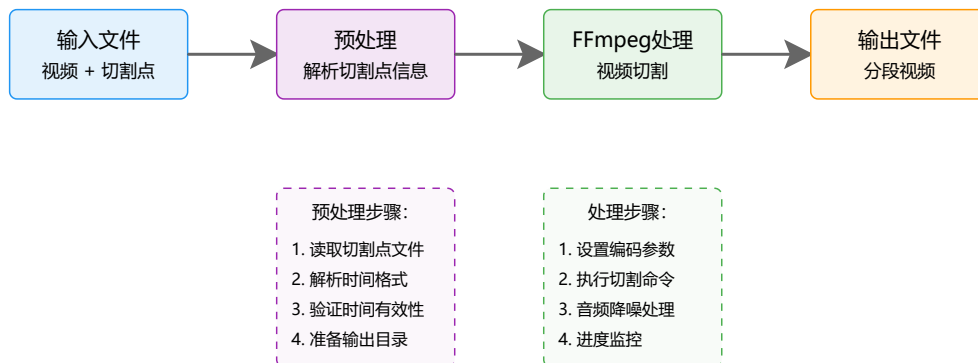 输入文件
视频 + 切割点
预处理
解析切割点信息
FFmpeg处理
视频切割
输出文件
分段视频
预处理步骤：
1. 读取切割点文件
2. 解析时间格式
3. 验证时间有效性
4. 准备输出目录
处理步骤：
1. 设置编码参数
2. 执行切割命令
3. 音频降噪处理
4. 进度监控